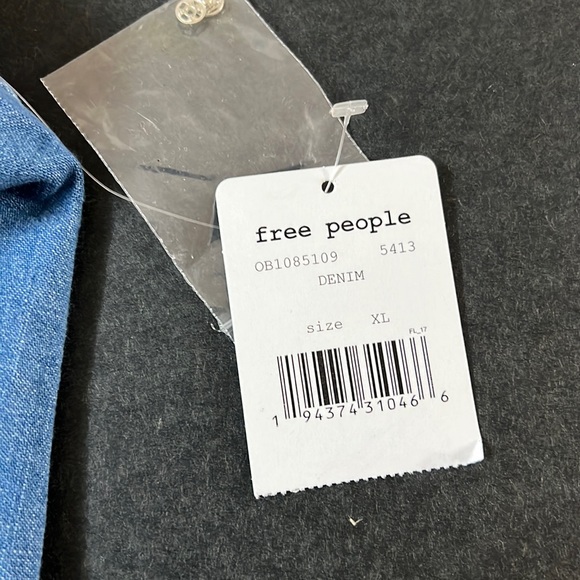 free people
OB1085109 5413
DENIM
size XL
FL_17
1 94374 31046 6